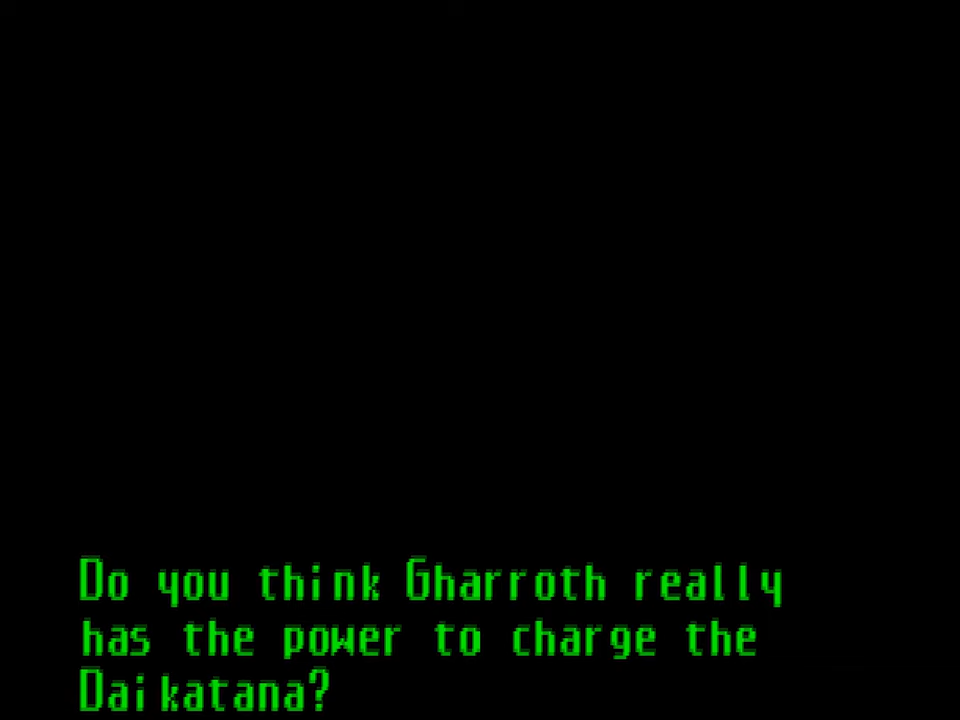 Do you think Gharroth really
has the power to charge the
Daikatana?